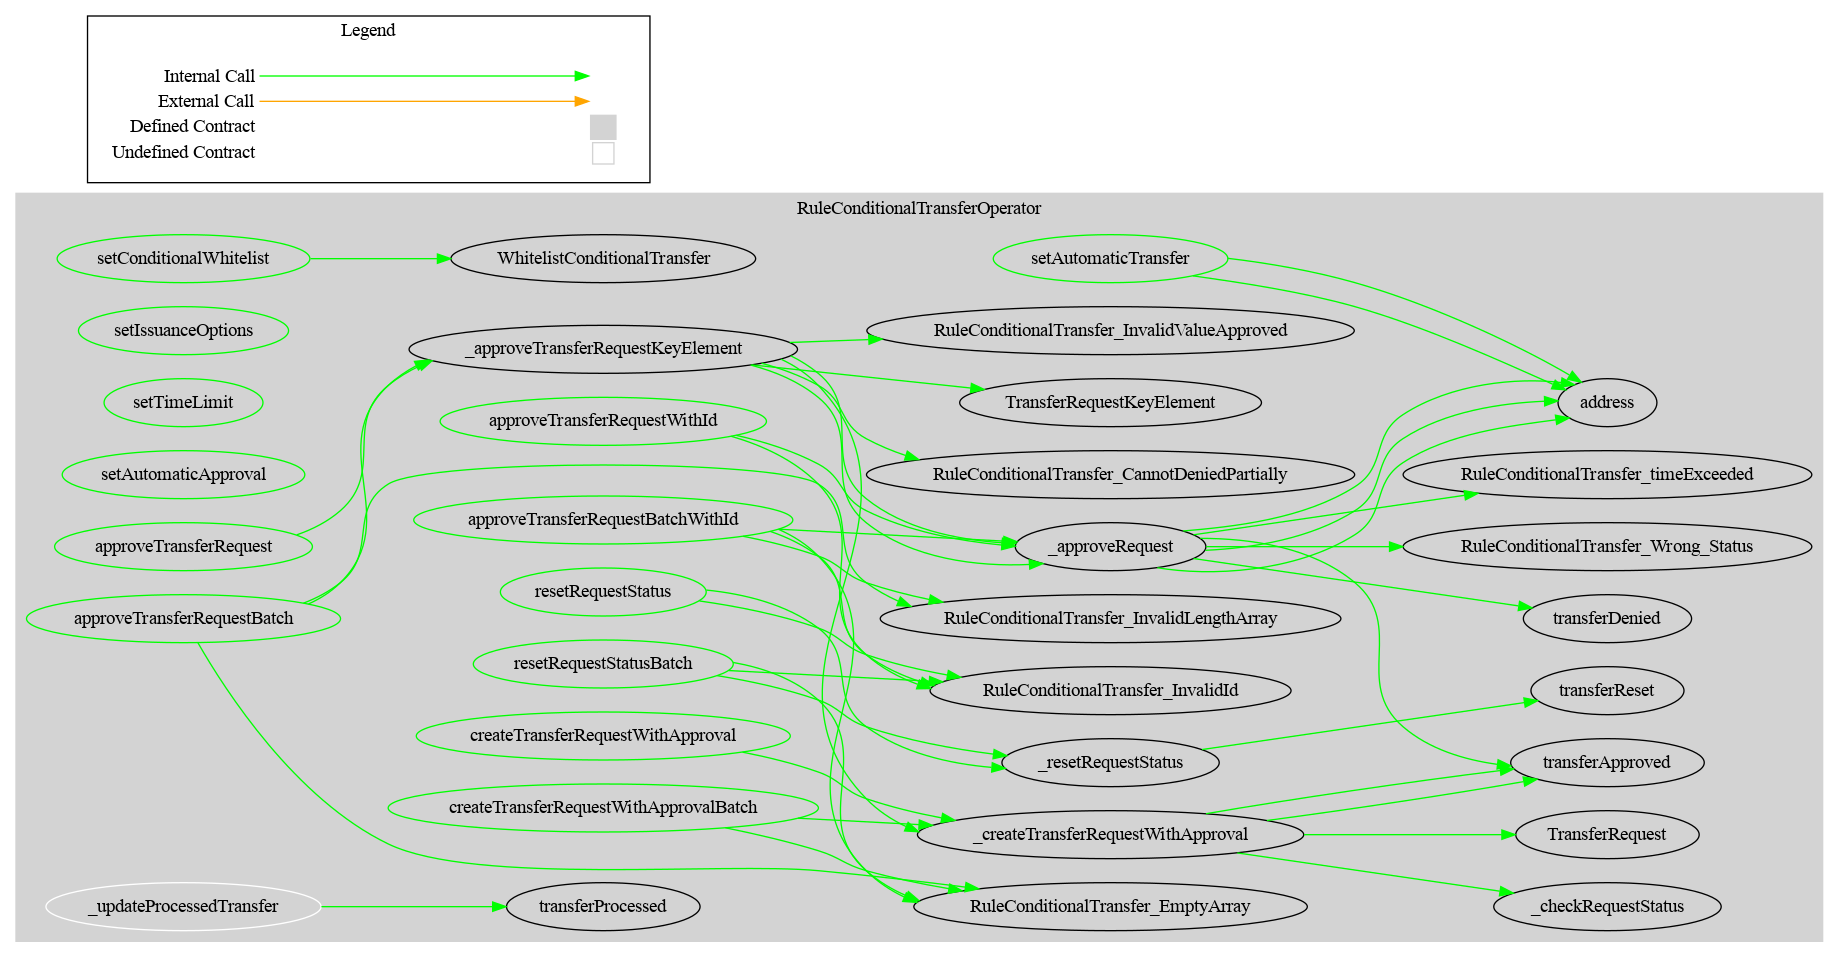 Legend
Internal Call
External Call
Defined Contract
Undefined Contract
RuleConditionalTransferOperator
setConditionalWhitelist
WhitelistConditionalTransfer
setAutomaticTransfer
setIssuanceOptions
_approveTransferRequestKeyElement
RuleConditionalTransfer_InvalidValueApproved
setTimeLimit
approveTransferRequestWithId
TransferRequestKeyElement
address
setAutomaticApproval
RuleConditionalTransfer_CannotDeniedPartially
RuleConditionalTransfer_timeExceeded
approveTransferRequest
approveTransferRequestBatchWithId
_approveRequest
RuleConditionalTransfer_Wrong_Status
approveTransferRequestBatch
resetRequestStatus
RuleConditionalTransfer_InvalidLengthArray
transferDenied
resetRequestStatusBatch
RuleConditionalTransfer_InvalidId
transferReset
createTransferRequestWithApproval
_resetRequestStatus
transferApproved
createTransferRequestWithApprovalBatch
_createTransferRequestWithApproval
TransferRequest
_updateProcessedTransfer
transferProcessed
RuleConditionalTransfer_EmptyArray
_checkRequestStatus